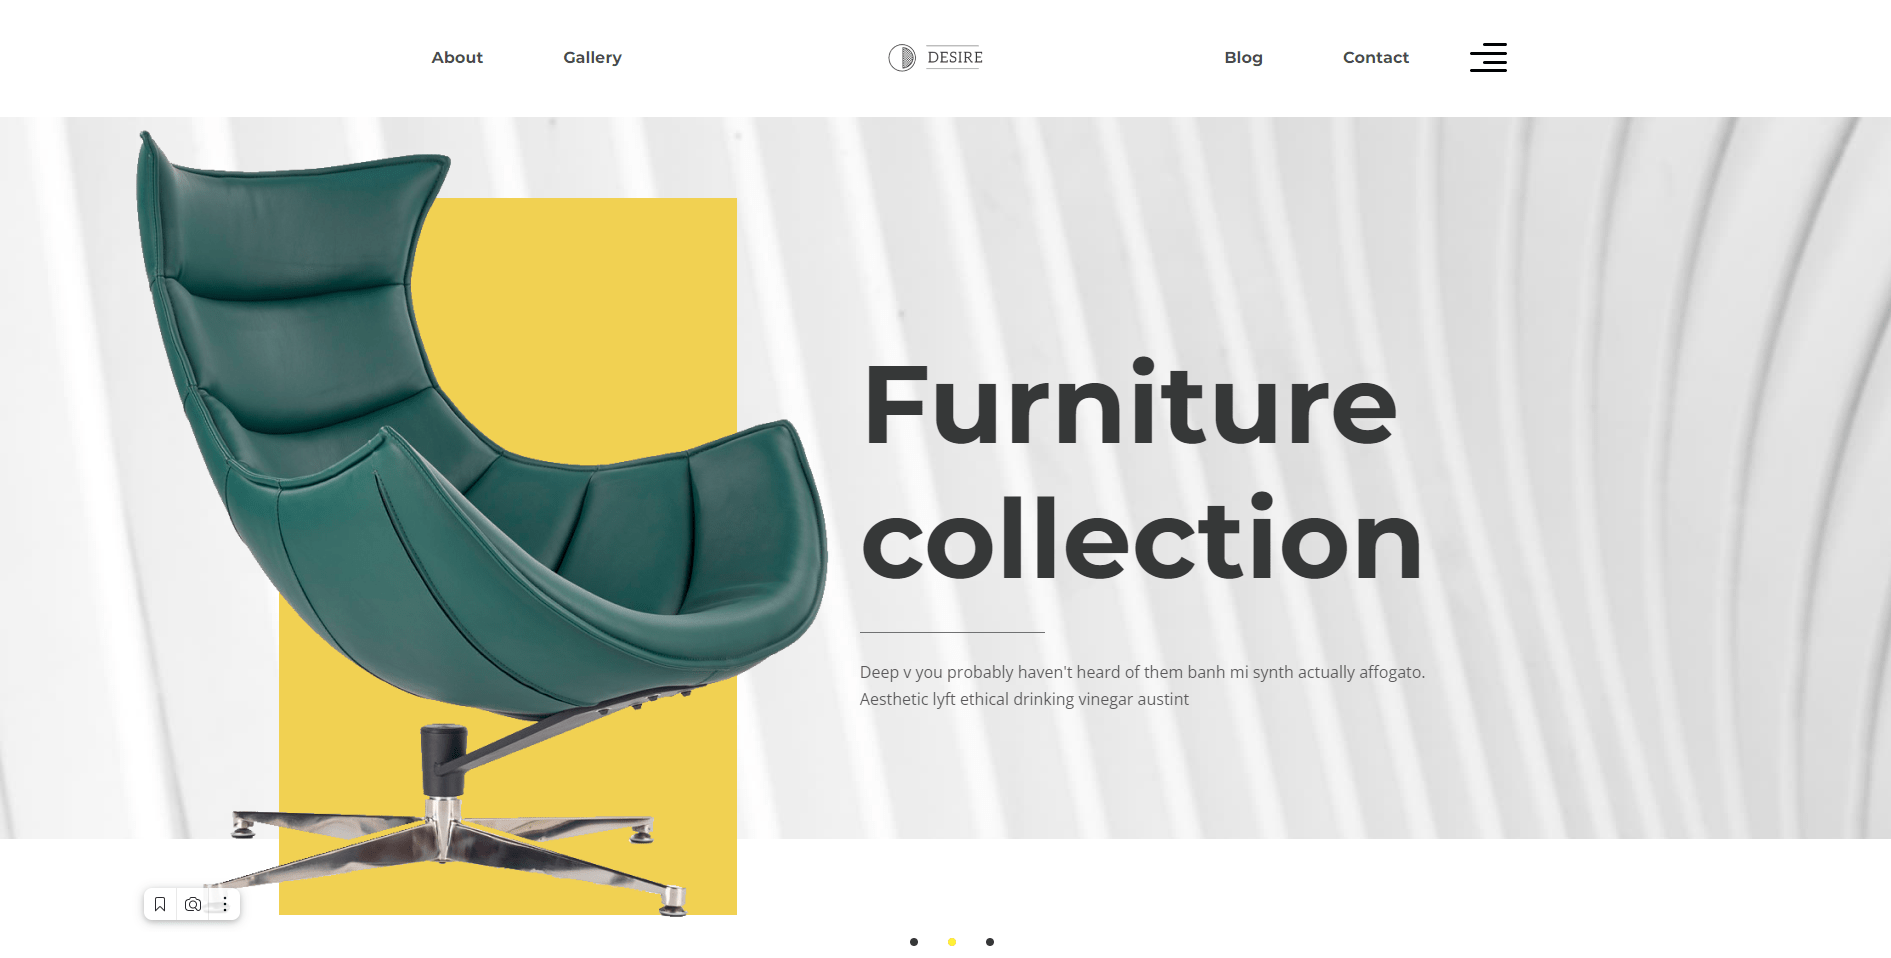 About
Gallery
DESIRE
Blog
Contact
Furniture
collection
Deep v you probably haven't heard of them banh mi synth actually affogato.
Aesthetic lyft ethical drinking vinegar austint